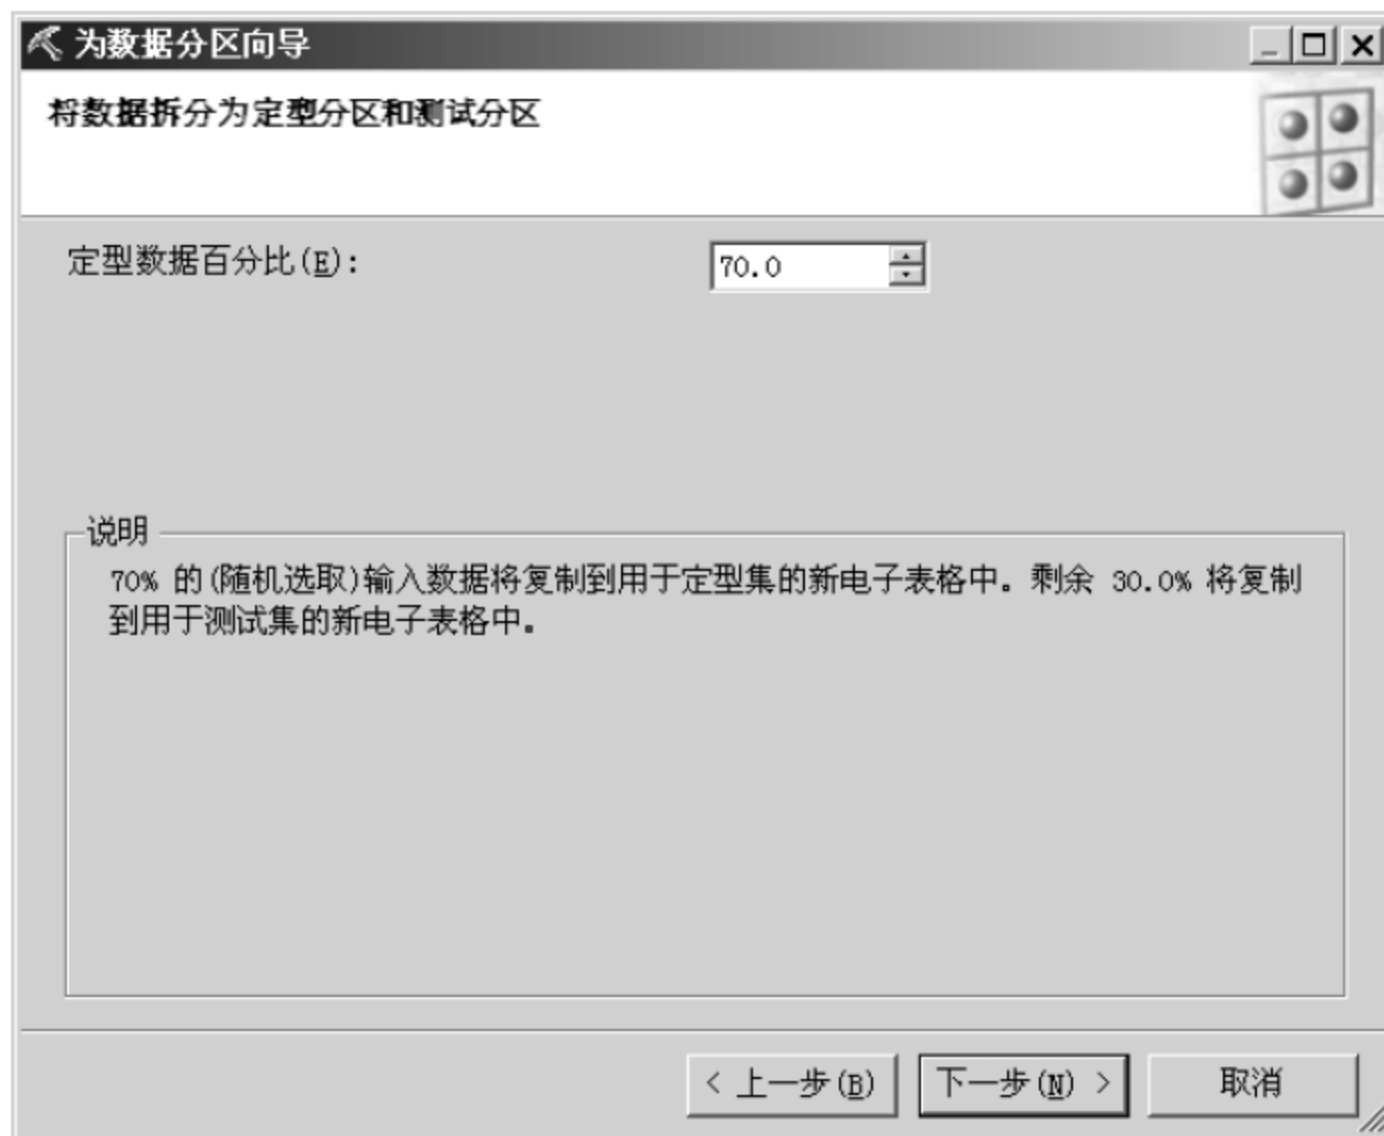 为数据分区向导
将数据拆分为定型分区和测试分区
定型数据百分比(E):
70.0
说明
70% 的(随机选取)输入数据将复制到用于定型集的新电子表格中。剩余 30.0% 将复制
到用于测试集的新电子表格中。
< 上一步(B)
下一步(N) >
取消